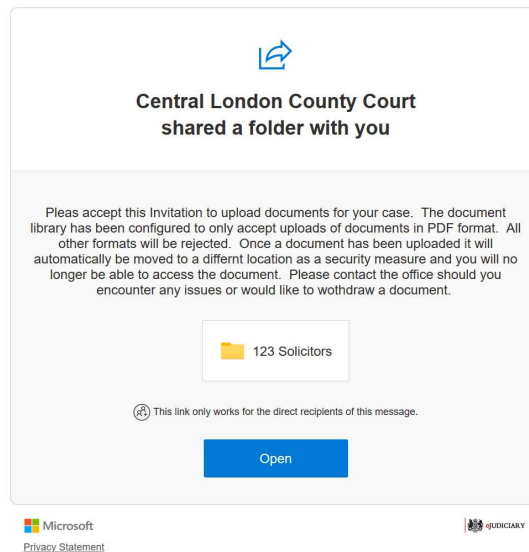 Central London County Court
shared a folder with you
Pleas accept this Invitation to upload documents for your case. The document
library has been configured to only accept uploads of documents in PDF format. All
other formats will be rejected. Once a document has been uploaded it will
automatically be moved to a differnt location as a security measure and you will no
longer be able to access the document. Please contact the office should you
encounter any issues or would like to wothdraw a document.
123 Solicitors
This link only works for the direct recipients of this message.
Open
Microsoft
eJUDICIARY
Privacy Statement